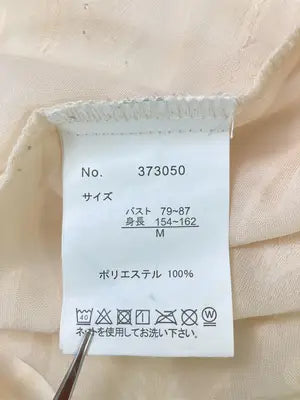 No. 373050
サイズ
バスト 79~87
身長 154~162
M
ポリエステル 100%
40
W
ネットを使用してお洗い下さい。